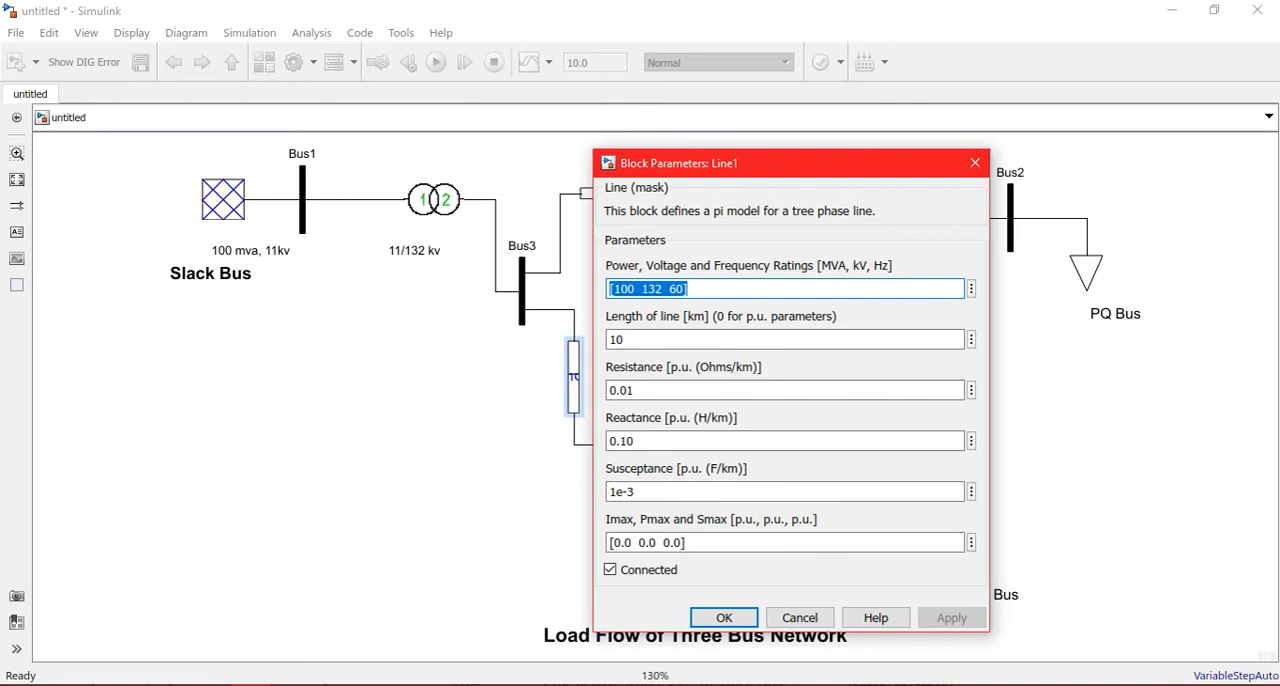 untitled * - Simulink
File Edit View Display Diagram Simulation Analysis Code Tools Help
Show DIG Error 10.0 Normal
untitled
untitled
Bus1
1 2
100 mva, 11kv
11/132 kv
Slack Bus
Bus3
Bus2
PQ Bus
Block Parameters: Line1
Line (mask)
This block defines a pi model for a tree phase line.
Parameters
Power, Voltage and Frequency Ratings [MVA, kV, Hz]
[100 132 60]
Length of line [km] (0 for p.u. parameters)
10
Resistance [p.u. (Ohms/km)]
0.01
Reactance [p.u. (H/km)]
0.10
Susceptance [p.u. (F/km)]
1e-3
Imax, Pmax and Smax [p.u., p.u., p.u.]
[0.0 0.0 0.0]
Connected
OK Cancel Help Apply
Bus
Load Flow of Three Bus Network
Ready 130% VariableStepAuto